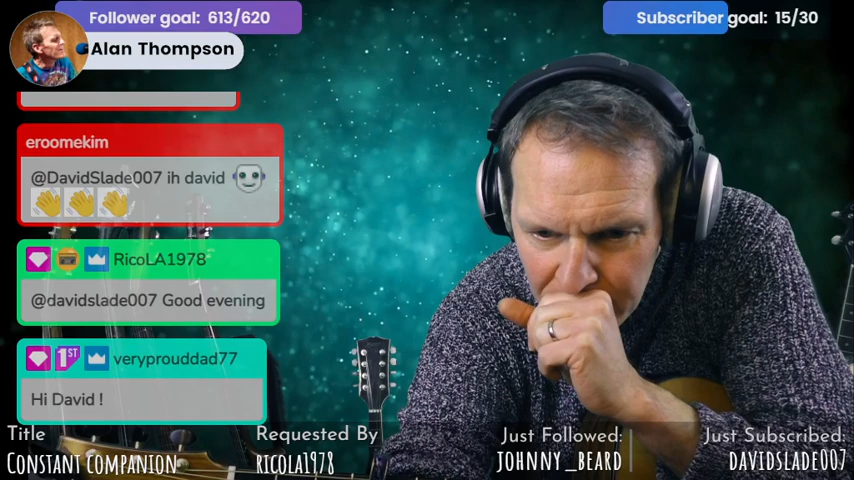 Follower goal: 613/620
Subscriber goal: 15/30
Alan Thompson
eroomekim
@DavidSlade007 ih david
RicoLA1978
@davidslade007 Good evening
1ST veryprouddad77
Hi David !
Title
Constant Companion
Requested By
ricola1978
Just Followed:
johnny_beard
Just Subscribed:
davidslade007